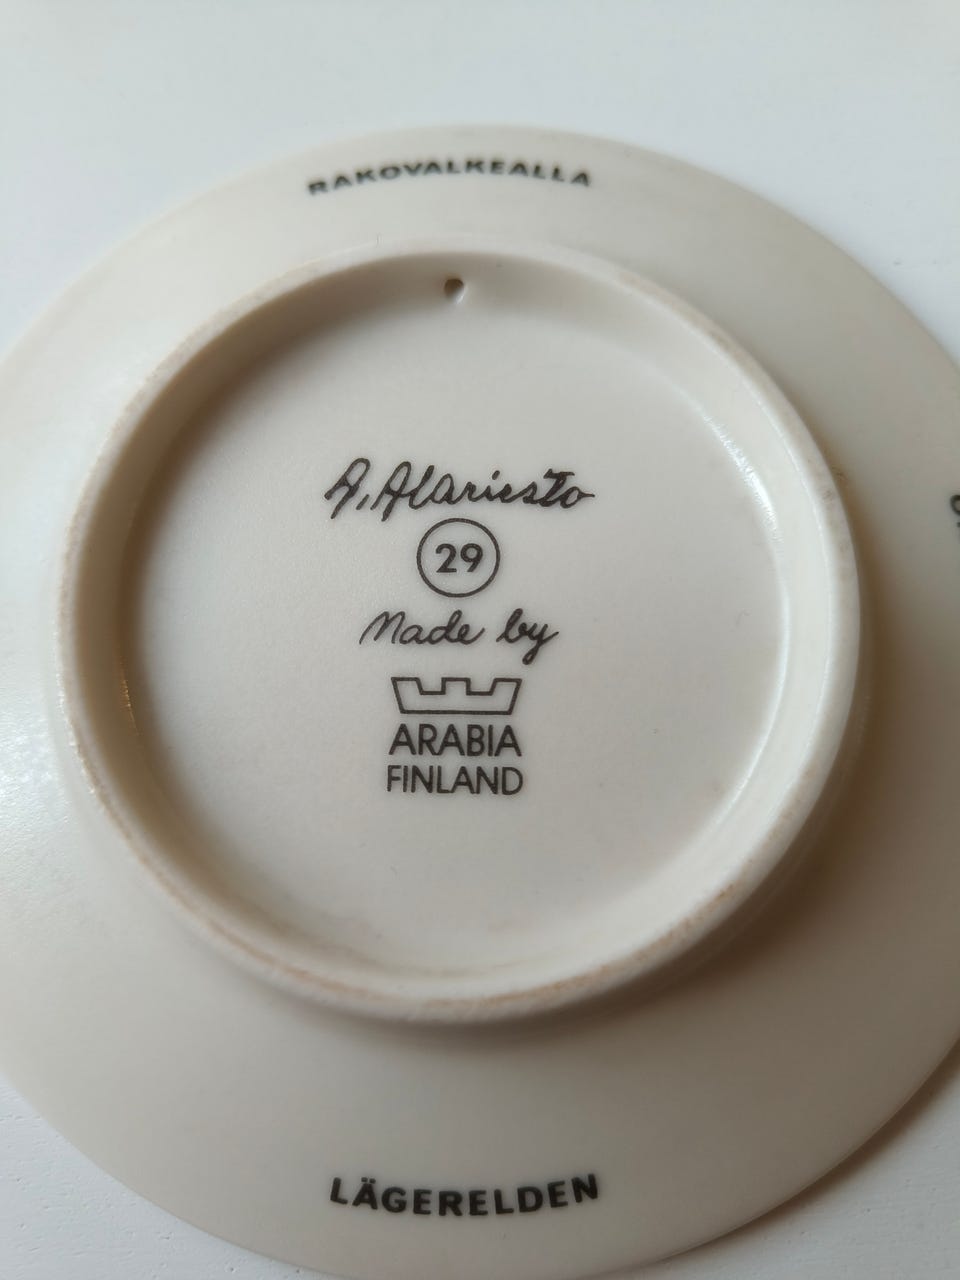 RAKOVALKEALLA
A. Alariesto
29
Made by
ARABIA
FINLAND
LÄGERELDEN